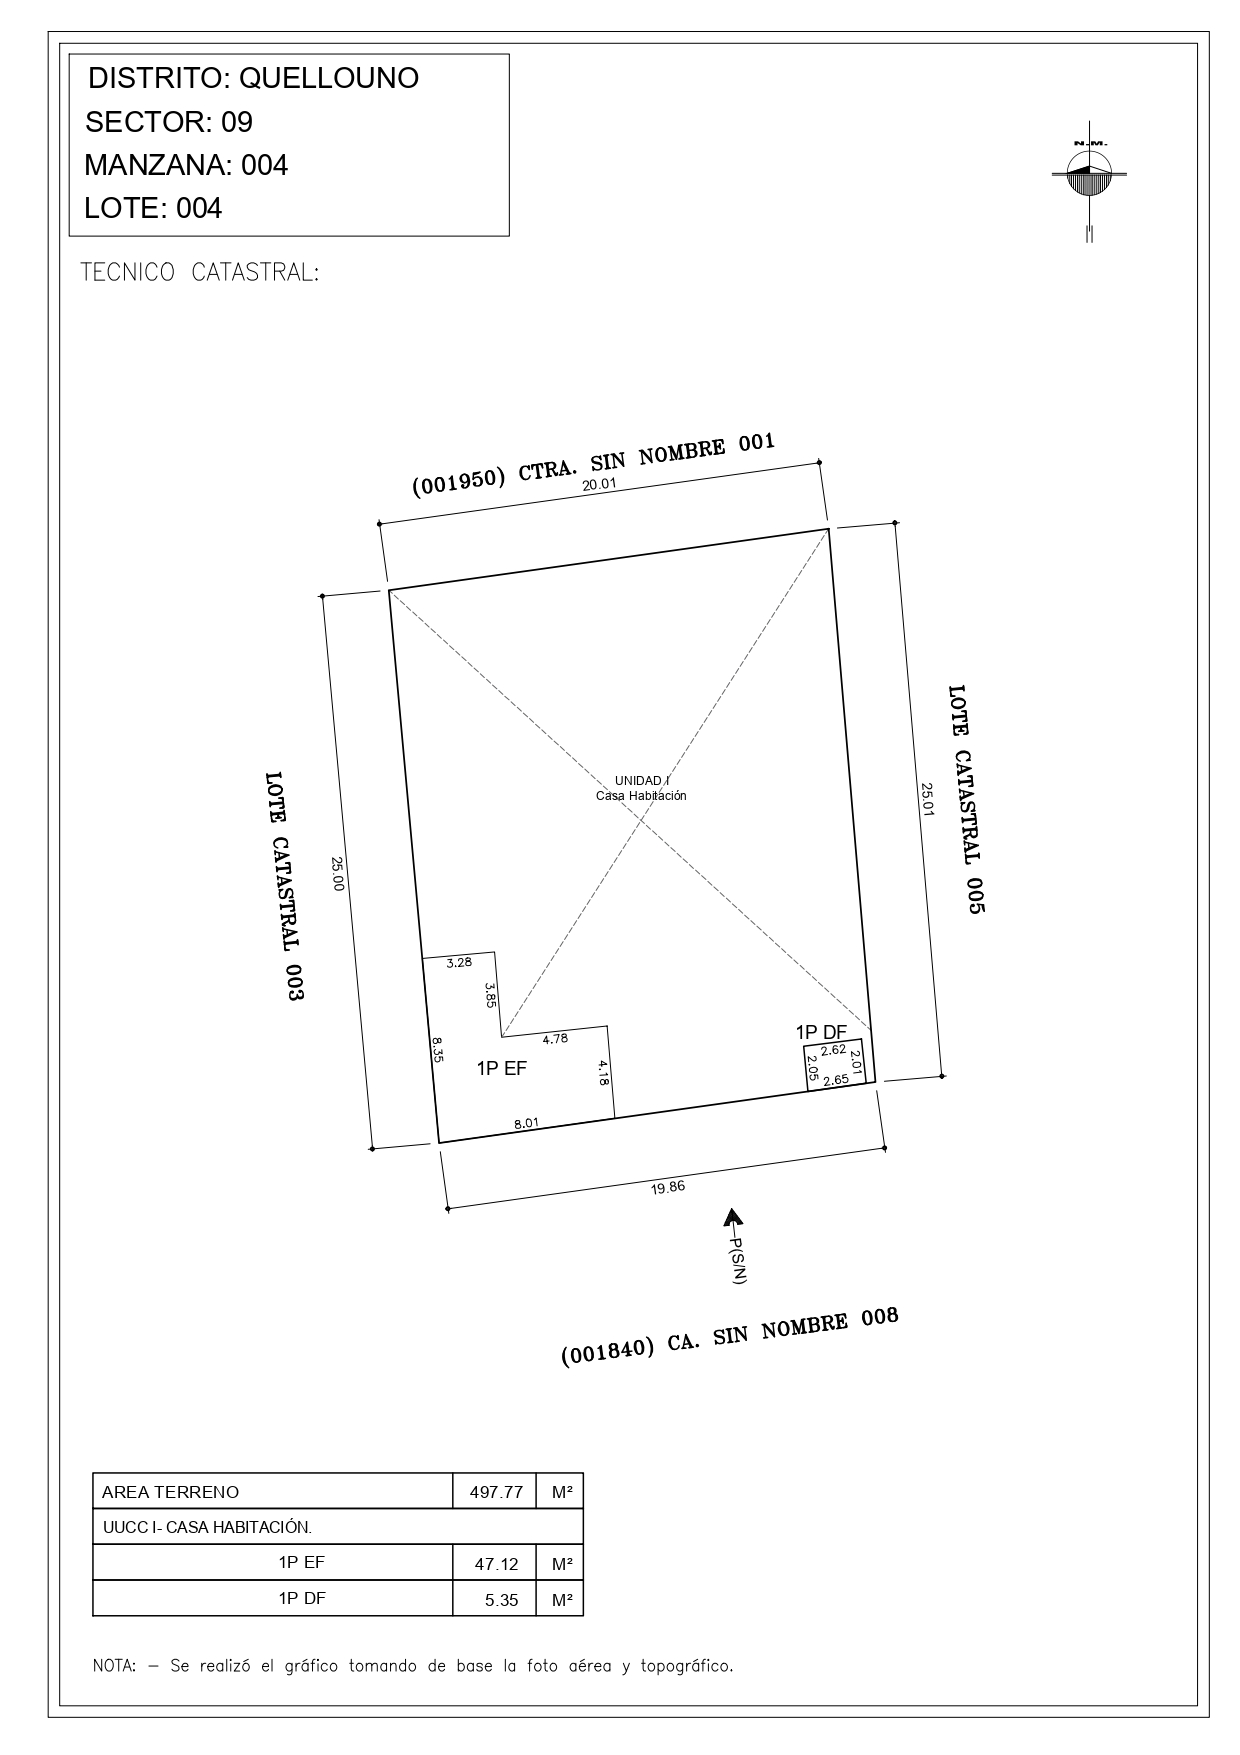 DISTRITO: QUELLOUNO
SECTOR: 09
MANZANA: 004
LOTE: 004
N.M.
TECNICO CATASTRAL:
(001950) CTRA. SIN NOMBRE 001
20.01
LOTE CATASTRAL 003
25.00
LOTE CATASTRAL 005
25.01
UNIDAD I
Casa Habitación
3.28
3.85
4.78
8.35
1P EF
4.18
8.01
1P DF
2.62
2.05
2.01
2.65
19.86
P(S/N)
(001840) CA. SIN NOMBRE 008
AREA TERRENO 497.77 M²
UUCC I- CASA HABITACIÓN.
1P EF 47.12 M²
1P DF 5.35 M²
NOTA: - Se realizó el gráfico tomando de base la foto aérea y topográfico.